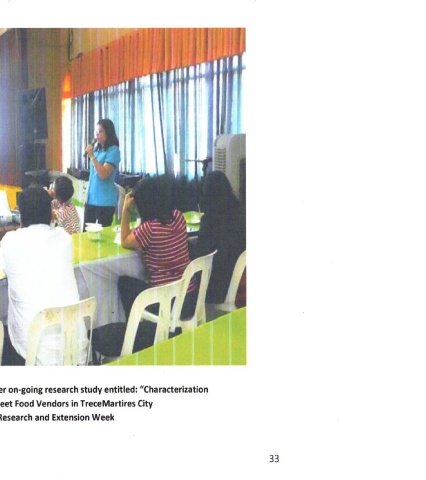 er on-going research study entitled: "Characterization
eet Food Vendors in TreceMartires City
Research and Extension Week
33